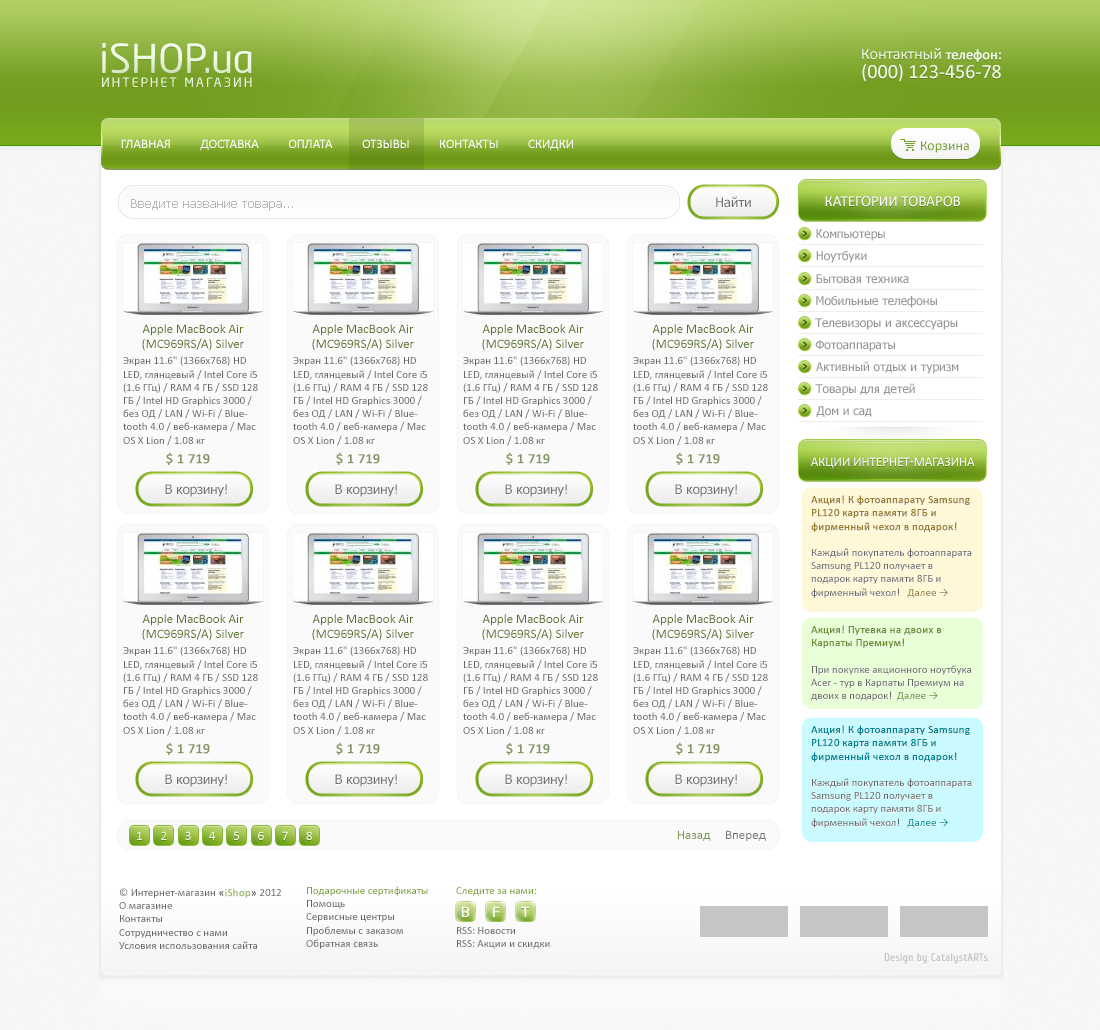 iSHOP.ua
ИНТЕРНЕТ МАГАЗИН
Контактный телефон:
(000) 123-456-78
ГЛАВНАЯ ДОСТАВКА ОПЛАТА ОТЗЫВЫ КОНТАКТЫ СКИДКИ Корзина
Введите название товара... Найти
Apple MacBook Air
(MC969RS/A) Silver
Экран 11.6" (1366x768) HD
LED, глянцевый / Intel Core i5
(1.6 ГГц) / RAM 4 ГБ / SSD 128
ГБ / Intel HD Graphics 3000 /
без ОД / LAN / Wi-Fi / Blue-
tooth 4.0 / веб-камера / Mac
OS X Lion / 1.08 кг
$ 1 719
В корзину!
Apple MacBook Air
(MC969RS/A) Silver
Экран 11.6" (1366x768) HD
LED, глянцевый / Intel Core i5
(1.6 ГГц) / RAM 4 ГБ / SSD 128
ГБ / Intel HD Graphics 3000 /
без ОД / LAN / Wi-Fi / Blue-
tooth 4.0 / веб-камера / Mac
OS X Lion / 1.08 кг
$ 1 719
В корзину!
Apple MacBook Air
(MC969RS/A) Silver
Экран 11.6" (1366x768) HD
LED, глянцевый / Intel Core i5
(1.6 ГГц) / RAM 4 ГБ / SSD 128
ГБ / Intel HD Graphics 3000 /
без ОД / LAN / Wi-Fi / Blue-
tooth 4.0 / веб-камера / Mac
OS X Lion / 1.08 кг
$ 1 719
В корзину!
Apple MacBook Air
(MC969RS/A) Silver
Экран 11.6" (1366x768) HD
LED, глянцевый / Intel Core i5
(1.6 ГГц) / RAM 4 ГБ / SSD 128
ГБ / Intel HD Graphics 3000 /
без ОД / LAN / Wi-Fi / Blue-
tooth 4.0 / веб-камера / Mac
OS X Lion / 1.08 кг
$ 1 719
В корзину!
Apple MacBook Air
(MC969RS/A) Silver
Экран 11.6" (1366x768) HD
LED, глянцевый / Intel Core i5
(1.6 ГГц) / RAM 4 ГБ / SSD 128
ГБ / Intel HD Graphics 3000 /
без ОД / LAN / Wi-Fi / Blue-
tooth 4.0 / веб-камера / Mac
OS X Lion / 1.08 кг
$ 1 719
В корзину!
Apple MacBook Air
(MC969RS/A) Silver
Экран 11.6" (1366x768) HD
LED, глянцевый / Intel Core i5
(1.6 ГГц) / RAM 4 ГБ / SSD 128
ГБ / Intel HD Graphics 3000 /
без ОД / LAN / Wi-Fi / Blue-
tooth 4.0 / веб-камера / Mac
OS X Lion / 1.08 кг
$ 1 719
В корзину!
Apple MacBook Air
(MC969RS/A) Silver
Экран 11.6" (1366x768) HD
LED, глянцевый / Intel Core i5
(1.6 ГГц) / RAM 4 ГБ / SSD 128
ГБ / Intel HD Graphics 3000 /
без ОД / LAN / Wi-Fi / Blue-
tooth 4.0 / веб-камера / Mac
OS X Lion / 1.08 кг
$ 1 719
В корзину!
Apple MacBook Air
(MC969RS/A) Silver
Экран 11.6" (1366x768) HD
LED, глянцевый / Intel Core i5
(1.6 ГГц) / RAM 4 ГБ / SSD 128
ГБ / Intel HD Graphics 3000 /
без ОД / LAN / Wi-Fi / Blue-
tooth 4.0 / веб-камера / Mac
OS X Lion / 1.08 кг
$ 1 719
В корзину!
1 2 3 4 5 6 7 8 Назад Вперед
КАТЕГОРИИ ТОВАРОВ
Компьютеры
Ноутбуки
Бытовая техника
Мобильные телефоны
Телевизоры и аксессуары
Фотоаппараты
Активный отдых и туризм
Товары для детей
Дом и сад
АКЦИИ ИНТЕРНЕТ-МАГАЗИНА
Акция! К фотоаппарату Samsung
PL120 карта памяти 8ГБ и
фирменный чехол в подарок!
Каждый покупатель фотоаппарата
Samsung PL120 получает в
подарок карту памяти 8ГБ и
фирменный чехол! Далее →
Акция! Путевка на двоих в
Карпаты Премиум!
При покупке акционного ноутбука
Acer - тур в Карпаты Премиум на
двоих в подарок! Далее →
Акция! К фотоаппарату Samsung
PL120 карта памяти 8ГБ и
фирменный чехол в подарок!
Каждый покупатель фотоаппарата
Samsung PL120 получает в
подарок карту памяти 8ГБ и
фирменный чехол! Далее →
© Интернет-магазин «iShop» 2012
О магазине
Контакты
Сотрудничество с нами
Условия использования сайта
Подарочные сертификаты
Помощь
Сервисные центры
Проблемы с заказом
Обратная связь
Следите за нами:
B F T
RSS: Новости
RSS: Акции и скидки
Design by CatalystARTs